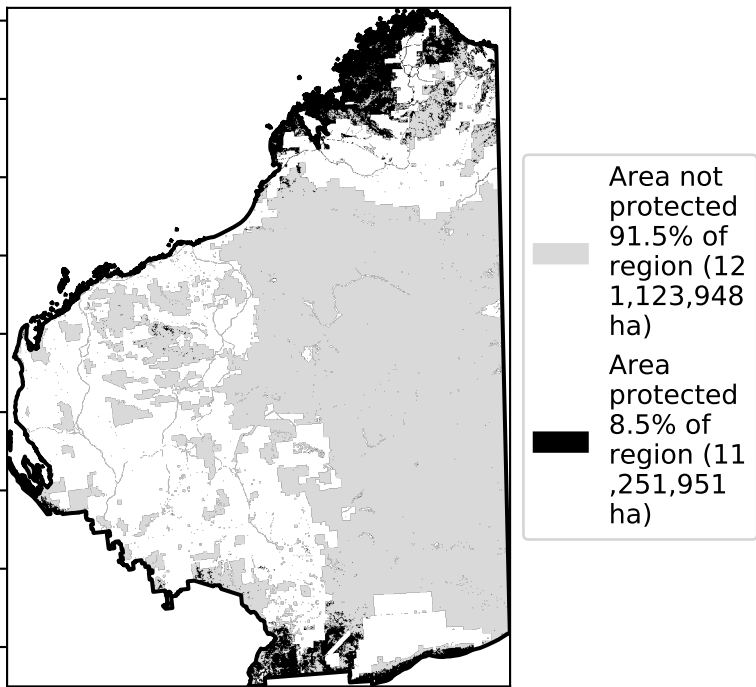 Area not
protected
91.5% of
region (12
1,123,948
ha)
Area
protected
8.5% of
region (11
,251,951
ha)